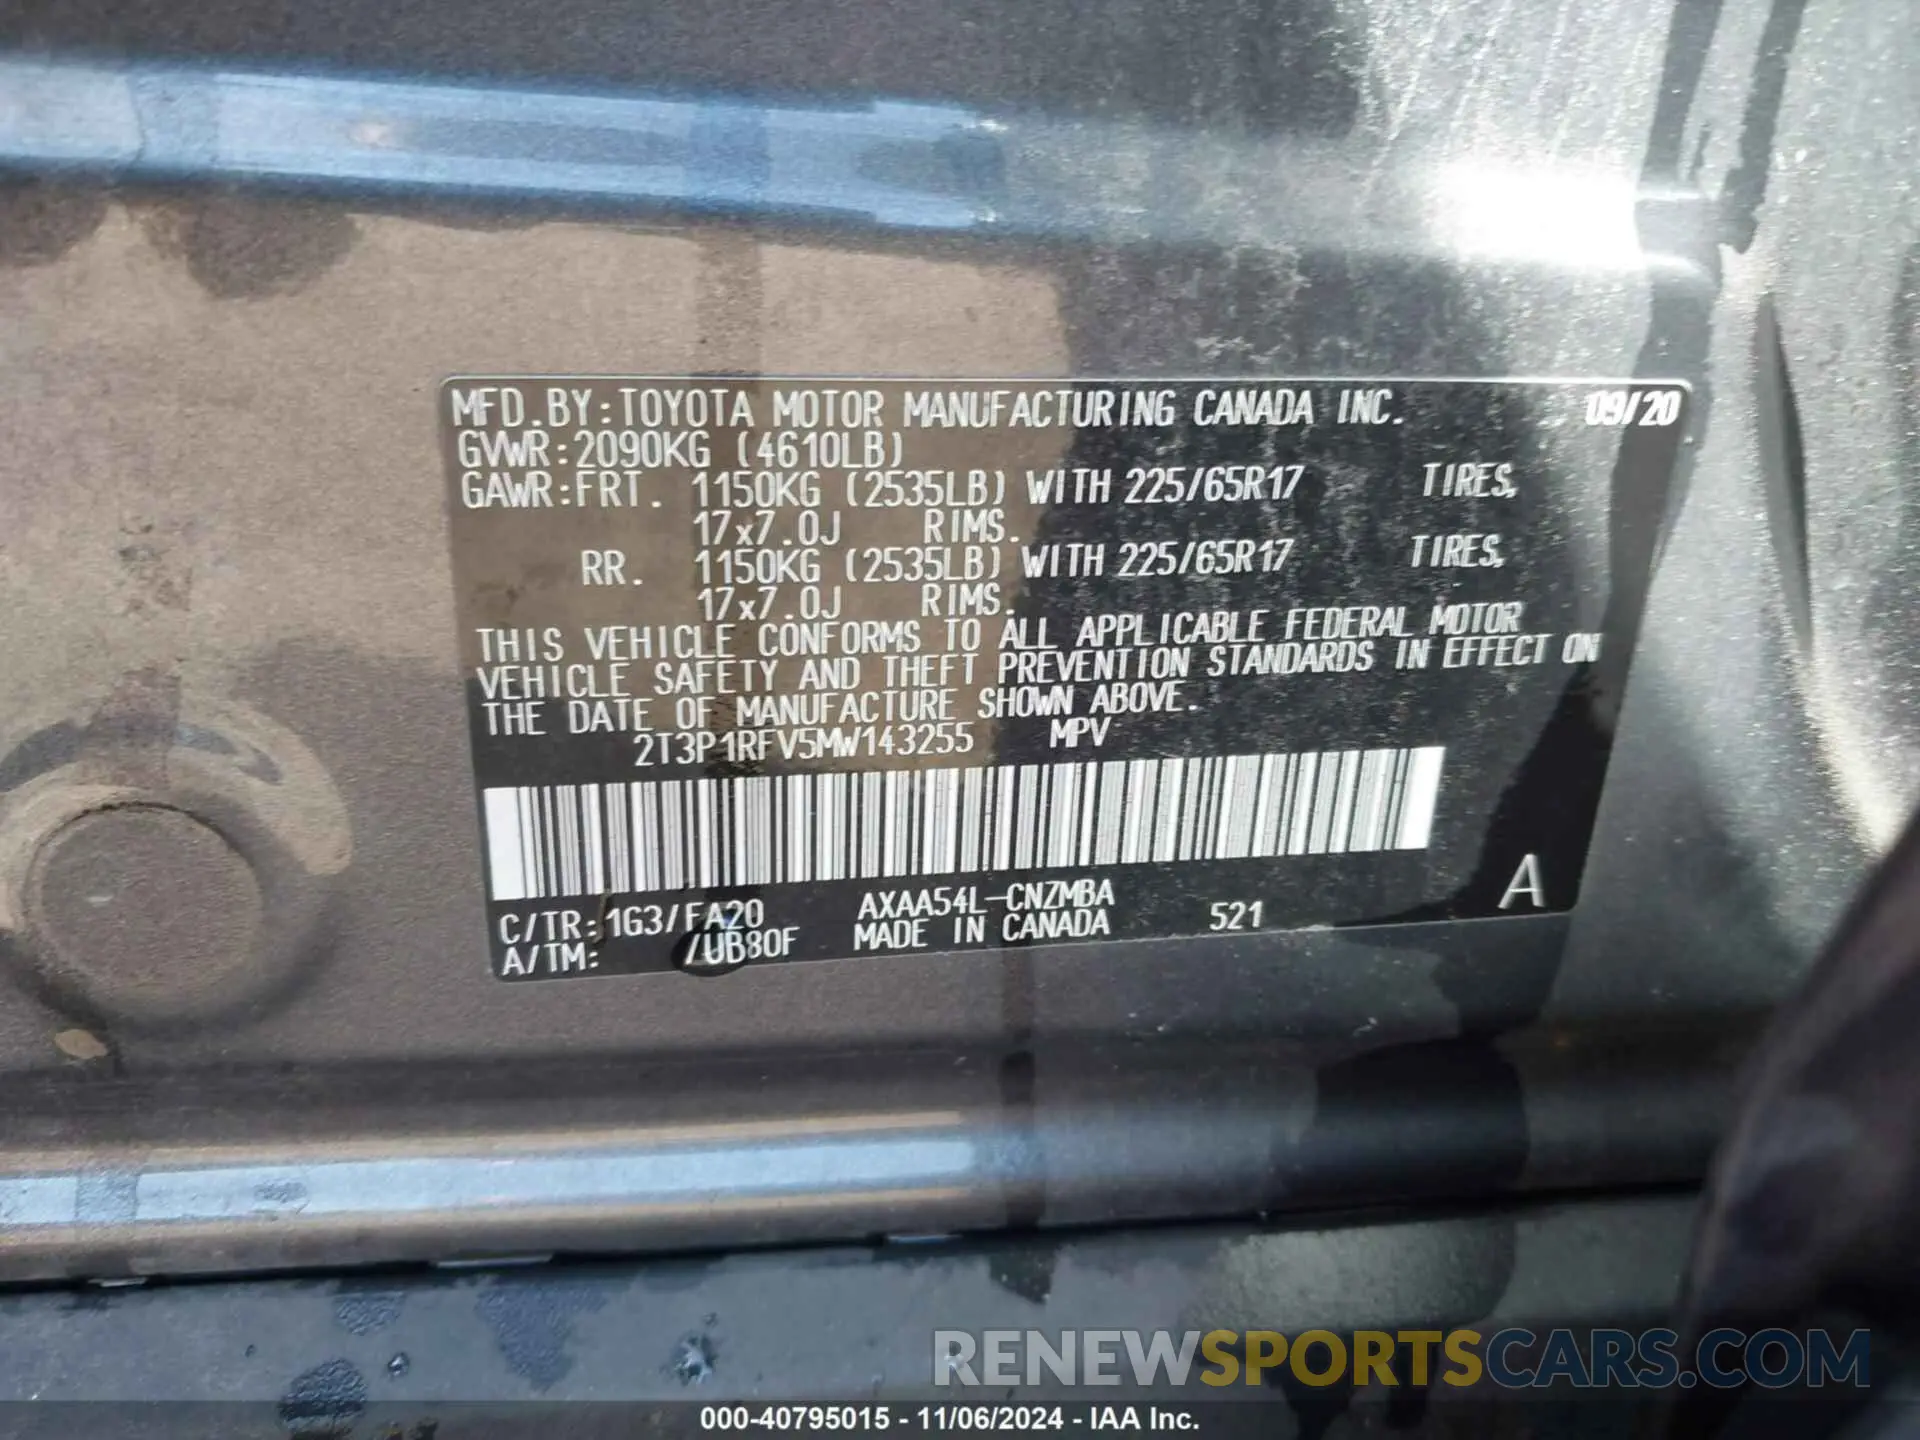 MFD.BY:TOYOTA MOTOR MANUFACTURING CANADA INC. 09/20
GVWR:2090KG (4610LB)
GAWR:FRT. 1150KG (2535LB) WITH 225/65R17 TIRES,
17x7.0J RIMS.
RR. 1150KG (2535LB) WITH 225/65R17 TIRES,
17x7.0J RIMS.
THIS VEHICLE CONFORMS TO ALL APPLICABLE FEDERAL MOTOR
VEHICLE SAFETY AND THEFT PREVENTION STANDARDS IN EFFECT ON
THE DATE OF MANUFACTURE SHOWN ABOVE.
2T3P1RFV5MW143255 MPV
C/TR:1G3/FA20 AXAA54L-CNZMBA 521 A
A/TM: /UB80F MADE IN CANADA
RENEWSPORTSCARS.COM
000-40795015 - 11/06/2024 - IAA Inc.